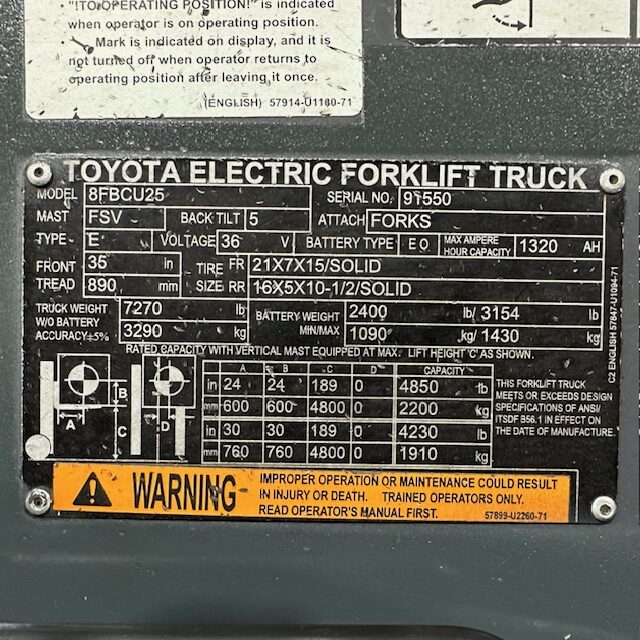 • "!TO OPERATING POSITION!" is indicated
when operator is on operating position.
• Mark is indicated on display, and it is
not turned off when operator returns to
operating position after leaving it once.
(ENGLISH) 57914-U1160-71
TOYOTA ELECTRIC FORKLIFT TRUCK
MODEL 8FBCU25 SERIAL NO. 91550
MAST FSV BACK TILT 5 ATTACH FORKS
TYPE E VOLTAGE 36 V BATTERY TYPE EO MAX AMPERE HOUR CAPACITY 1320 AH
FRONT 35 in TIRE FR 21X7X15/SOLID
TREAD 890 mm SIZE RR 16X5X10-1/2/SOLID
TRUCK WEIGHT 7270 lb BATTERY WEIGHT 2400 lb/ 3154
W/O BATTERY
ACCURACY±5% 3290 kg MIN/MAX 1090 kg/ 1430
RATED CAPACITY WITH VERTICAL MAST EQUIPPED AT MAX. LIFT HEIGHT 'C' AS SHOWN.
A B C D CAPACITY
in 24 24 189 0 4850 lb
mm 600 600 4800 0 2200 kg
in 30 30 189 0 4230 lb
mm 760 760 4800 0 1910 kg
A B C D
THIS FORKLIFT TRUCK
MEETS OR EXCEEDS DESIGN
SPECIFICATIONS OF ANSI/
ITSDF B56.1 IN EFFECT ON
THE DATE OF MANUFACTURE.
C2 ENGLISH 57847-U1094-71
WARNING
IMPROPER OPERATION OR MAINTENANCE COULD RESULT
IN INJURY OR DEATH. TRAINED OPERATORS ONLY.
READ OPERATOR'S MANUAL FIRST. 57899-U2260-71